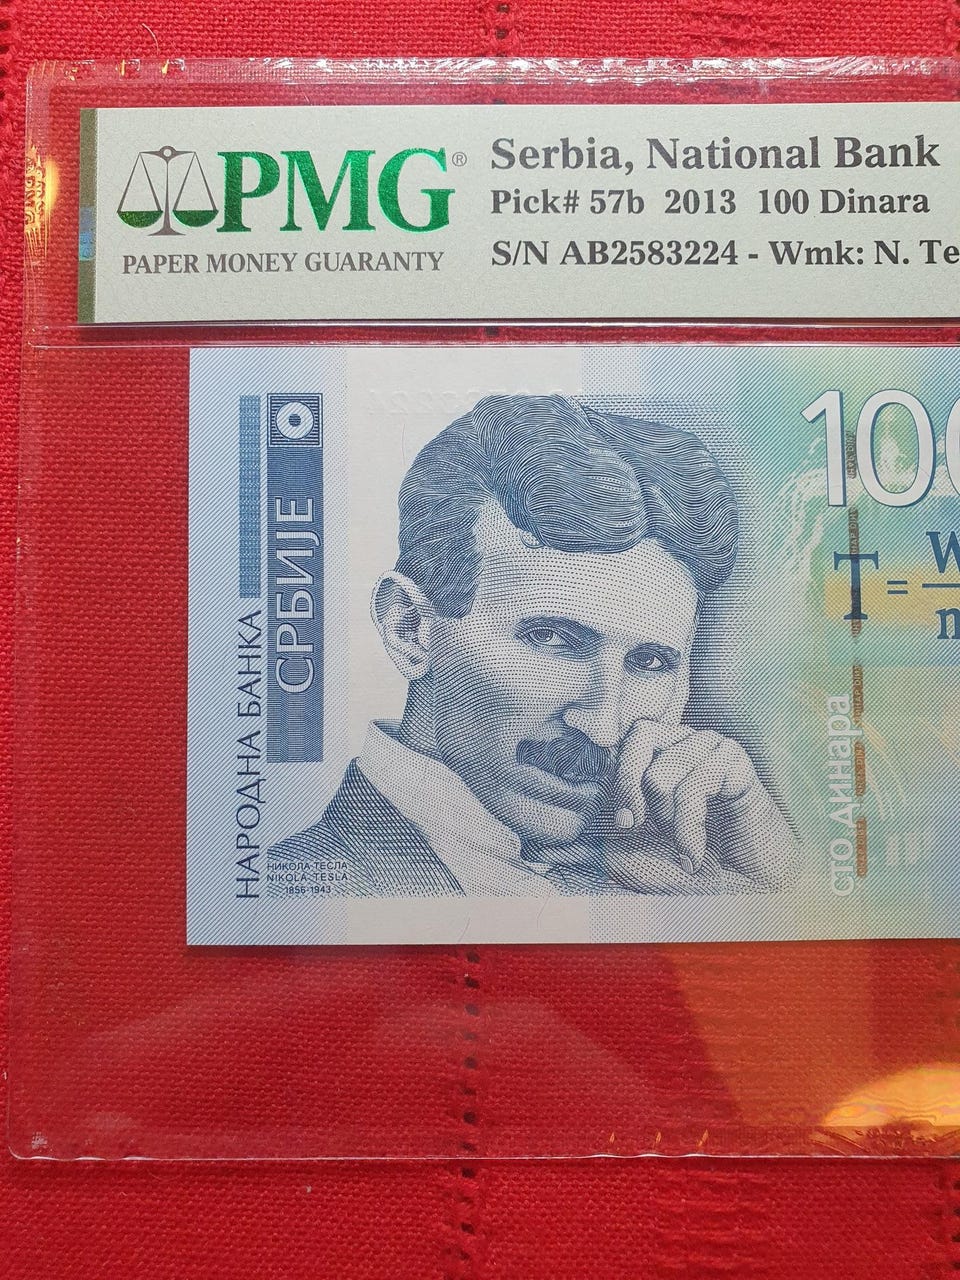 PMG®
PAPER MONEY GUARANTY
Serbia, National Bank
Pick# 57b 2013 100 Dinara
S/N AB2583224 - Wmk: N. Te
НАРОДНА БАНКА
СРБИЈЕ
НИКОЛА ТЕСЛА
NIKOLA TESLA
1856-1943
100
T = W
n
СТО ДИНАРА